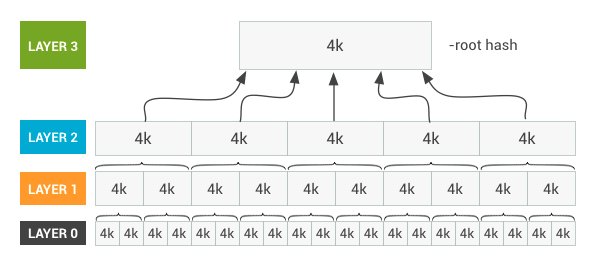 LAYER 3 4k -root hash
LAYER 2 4k 4k 4k 4k 4k
LAYER 1 4k 4k 4k 4k 4k 4k 4k 4k 4k 4k
LAYER 0 4k 4k 4k 4k 4k 4k 4k 4k 4k 4k 4k 4k 4k 4k 4k 4k 4k 4k 4k 4k